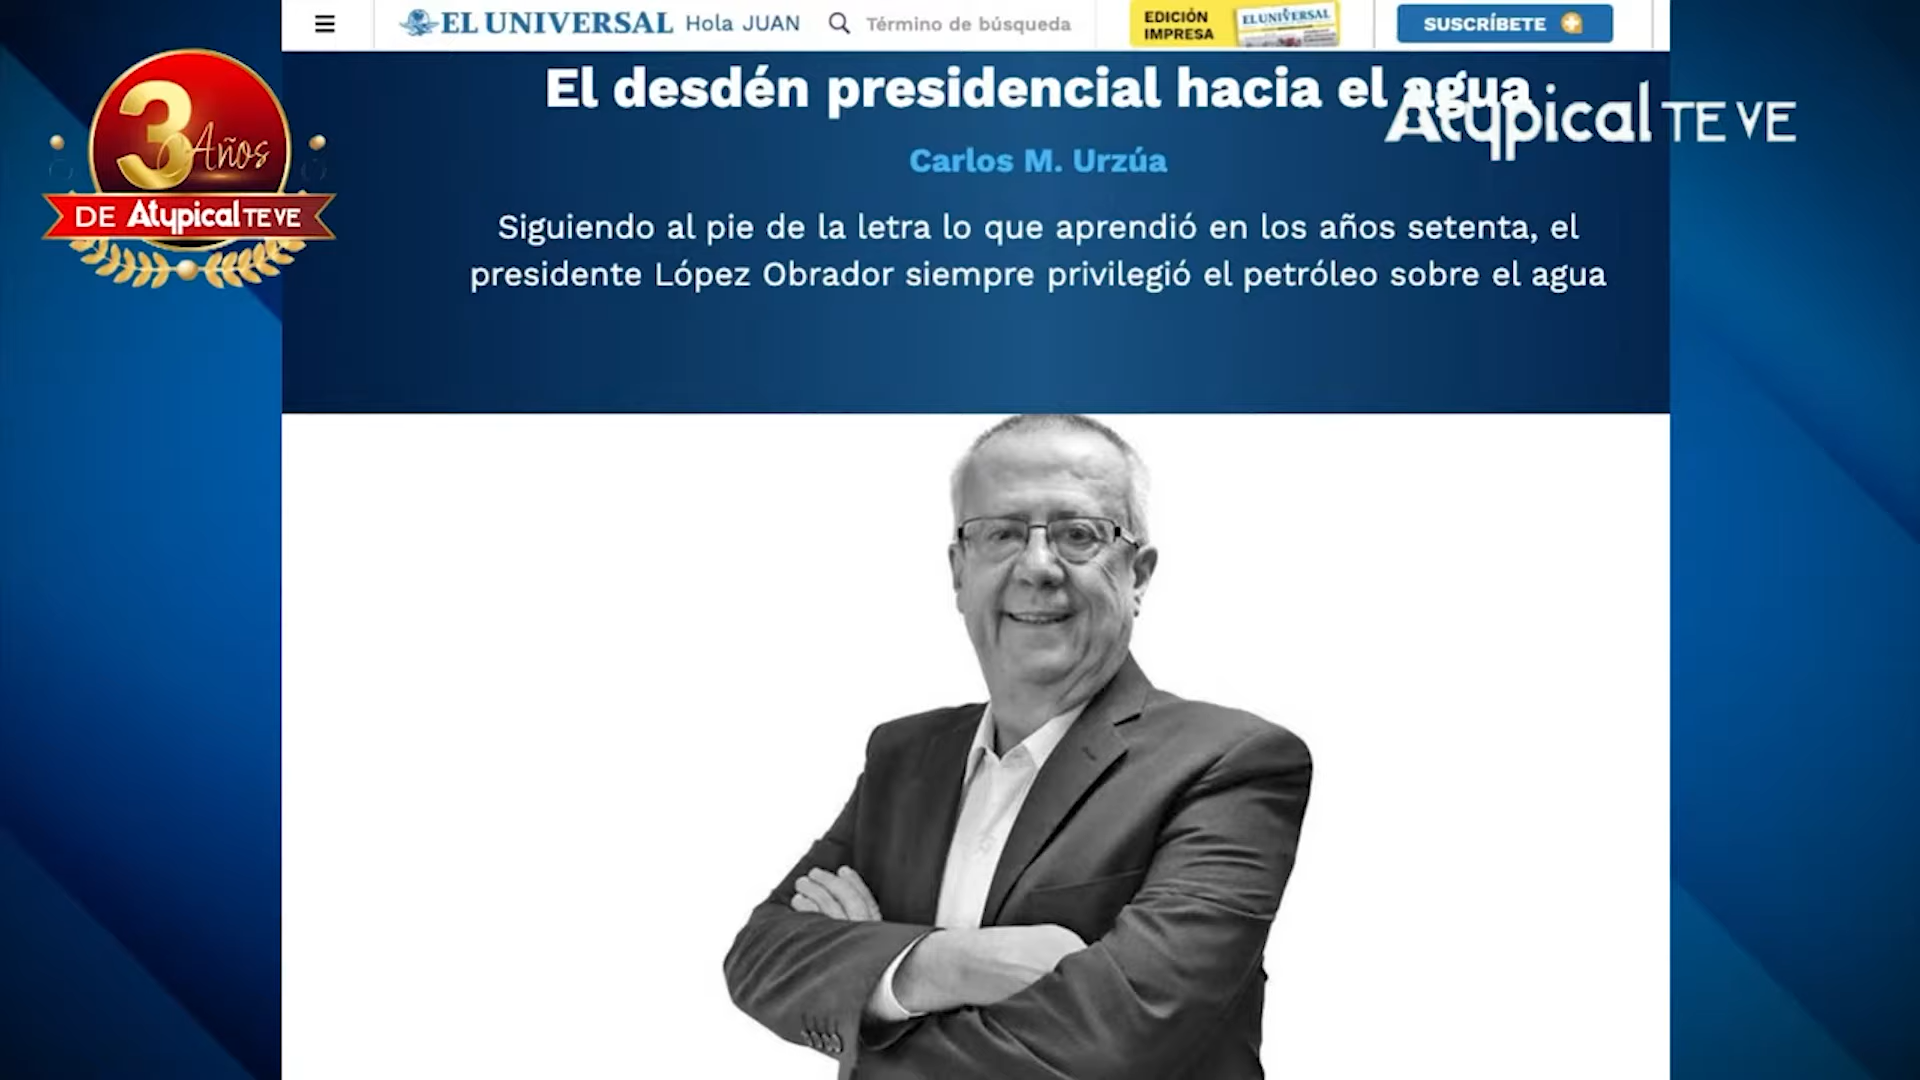 EL UNIVERSAL Hola JUAN Término de búsqueda
EDICIÓN
IMPRESA
EL UNIVERSAL
SUSCRÍBETE
El desdén presidencial hacia el agua
Atypical TE VE
Carlos M. Urzúa
3 Años
DE Atypical TE VE
Siguiendo al pie de la letra lo que aprendió en los años setenta, el
presidente López Obrador siempre privilegió el petróleo sobre el agua